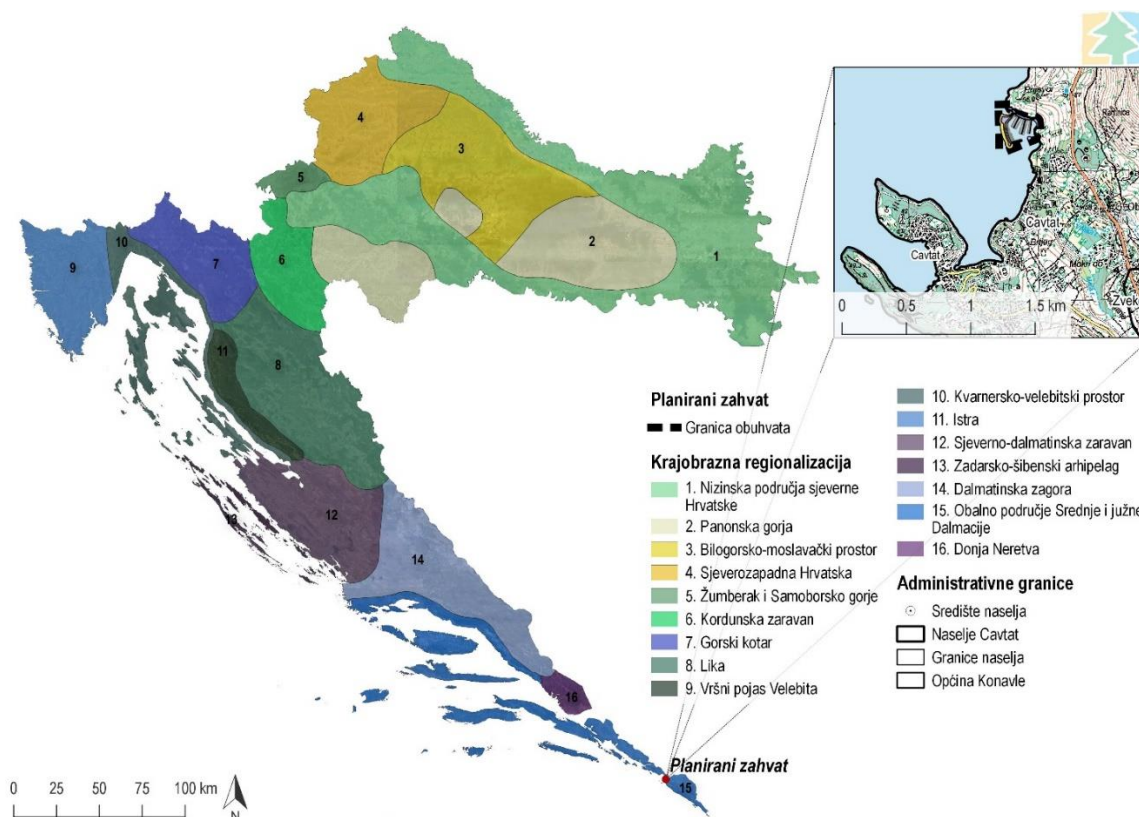 4
3
5
2
1
10
9
7
6
11
8
12
13
14
16
15
Planirani zahvat
0 25 50 75 100 km
N
Cavtat
Cavtat
0 0.5 1 1.5 km
Planirani zahvat
Granica obuhvata
Krajobrazna regionalizacija
1. Nizinska područja sjeverne
Hrvatske
2. Panonska gorja
3. Bilogorsko-moslavački prostor
4. Sjeverozapadna Hrvatska
5. Žumberak i Samoborsko gorje
6. Kordunska zaravan
7. Gorski kotar
8. Lika
9. Vršni pojas Velebita
10. Kvarnersko-velebitski prostor
11. Istra
12. Sjeverno-dalmatinska zaravan
13. Zadarsko-šibenski arhipelag
14. Dalmatinska zagora
15. Obalno područje Srednje i južne
Dalmacije
16. Donja Neretva
Administrativne granice
Središte naselja
Naselje Cavtat
Granice naselja
Općina Konavle